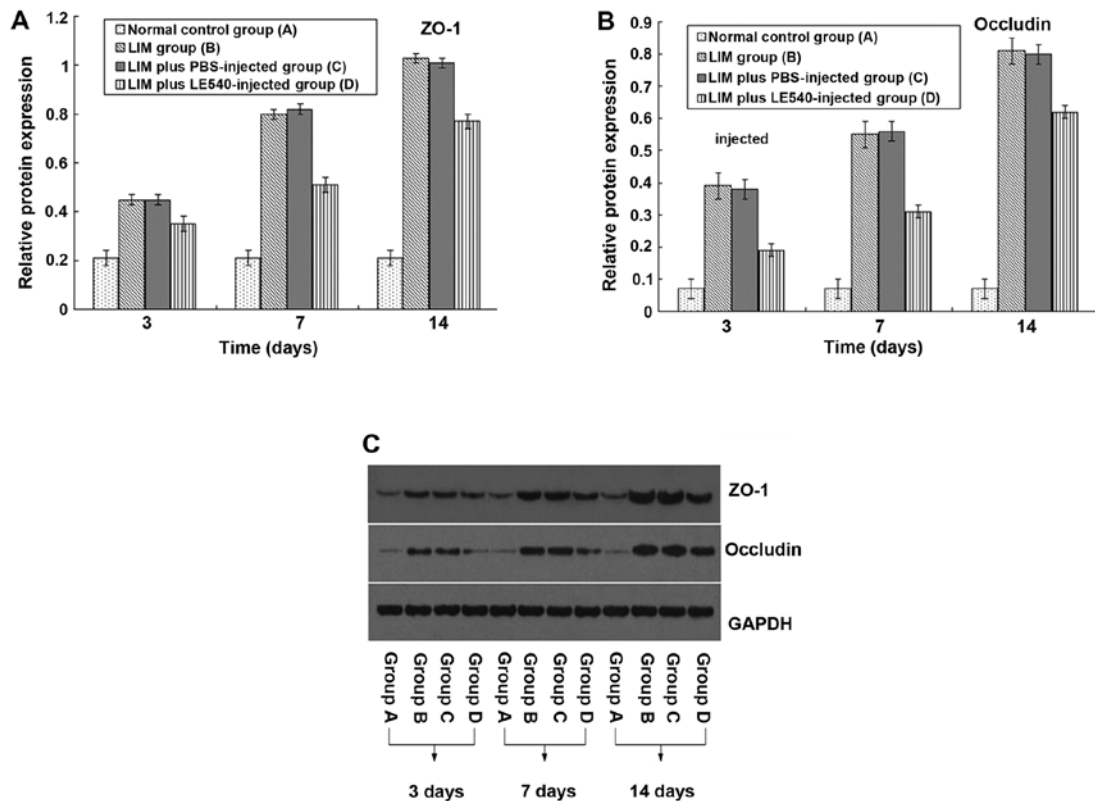 A
ZO-1
Normal control group (A)
LIM group (B)
LIM plus PBS-injected group (C)
LIM plus LE540-injected group (D)
Relative protein expression
1.2
1
0.8
0.6
0.4
0.2
0
3
7
14
Time (days)
B
Occludin
Normal control group (A)
LIM group (B)
LIM plus PBS-injected group (C)
LIM plus LE540-injected group (D)
injected
Relative protein expression
0.9
0.8
0.7
0.6
0.5
0.4
0.3
0.2
0.1
0
3
7
14
Time (days)
C
ZO-1
Occludin
GAPDH
Group A
Group B
Group C
Group D
Group A
Group B
Group C
Group D
Group A
Group B
Group C
Group D
3 days
7 days
14 days